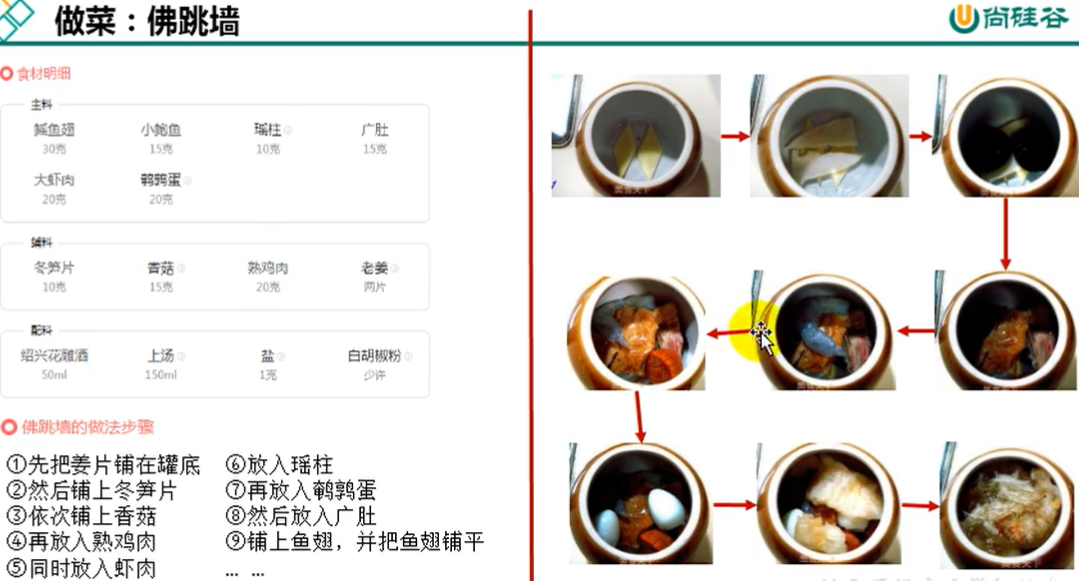 做菜：佛跳墙
尚硅谷
食材明细
主料
鳐鱼翅 小鲍鱼 瑶柱 广肚
30克 15克 10克 15克
大虾肉 鹌鹑蛋
20克 20克
辅料
冬笋片 香菇 熟鸡肉 老姜
10克 15克 20克 两片
配料
绍兴花雕酒 上汤 盐 白胡椒粉
50ml 150ml 1克 少许
佛跳墙的做法步骤
①先把姜片铺在罐底
②然后铺上冬笋片
③依次铺上香菇
④再放入熟鸡肉
⑤同时放入虾肉
⑥放入瑶柱
⑦再放入鹌鹑蛋
⑧然后放入广肚
⑨铺上鱼翅，并把鱼翅铺平
... ...